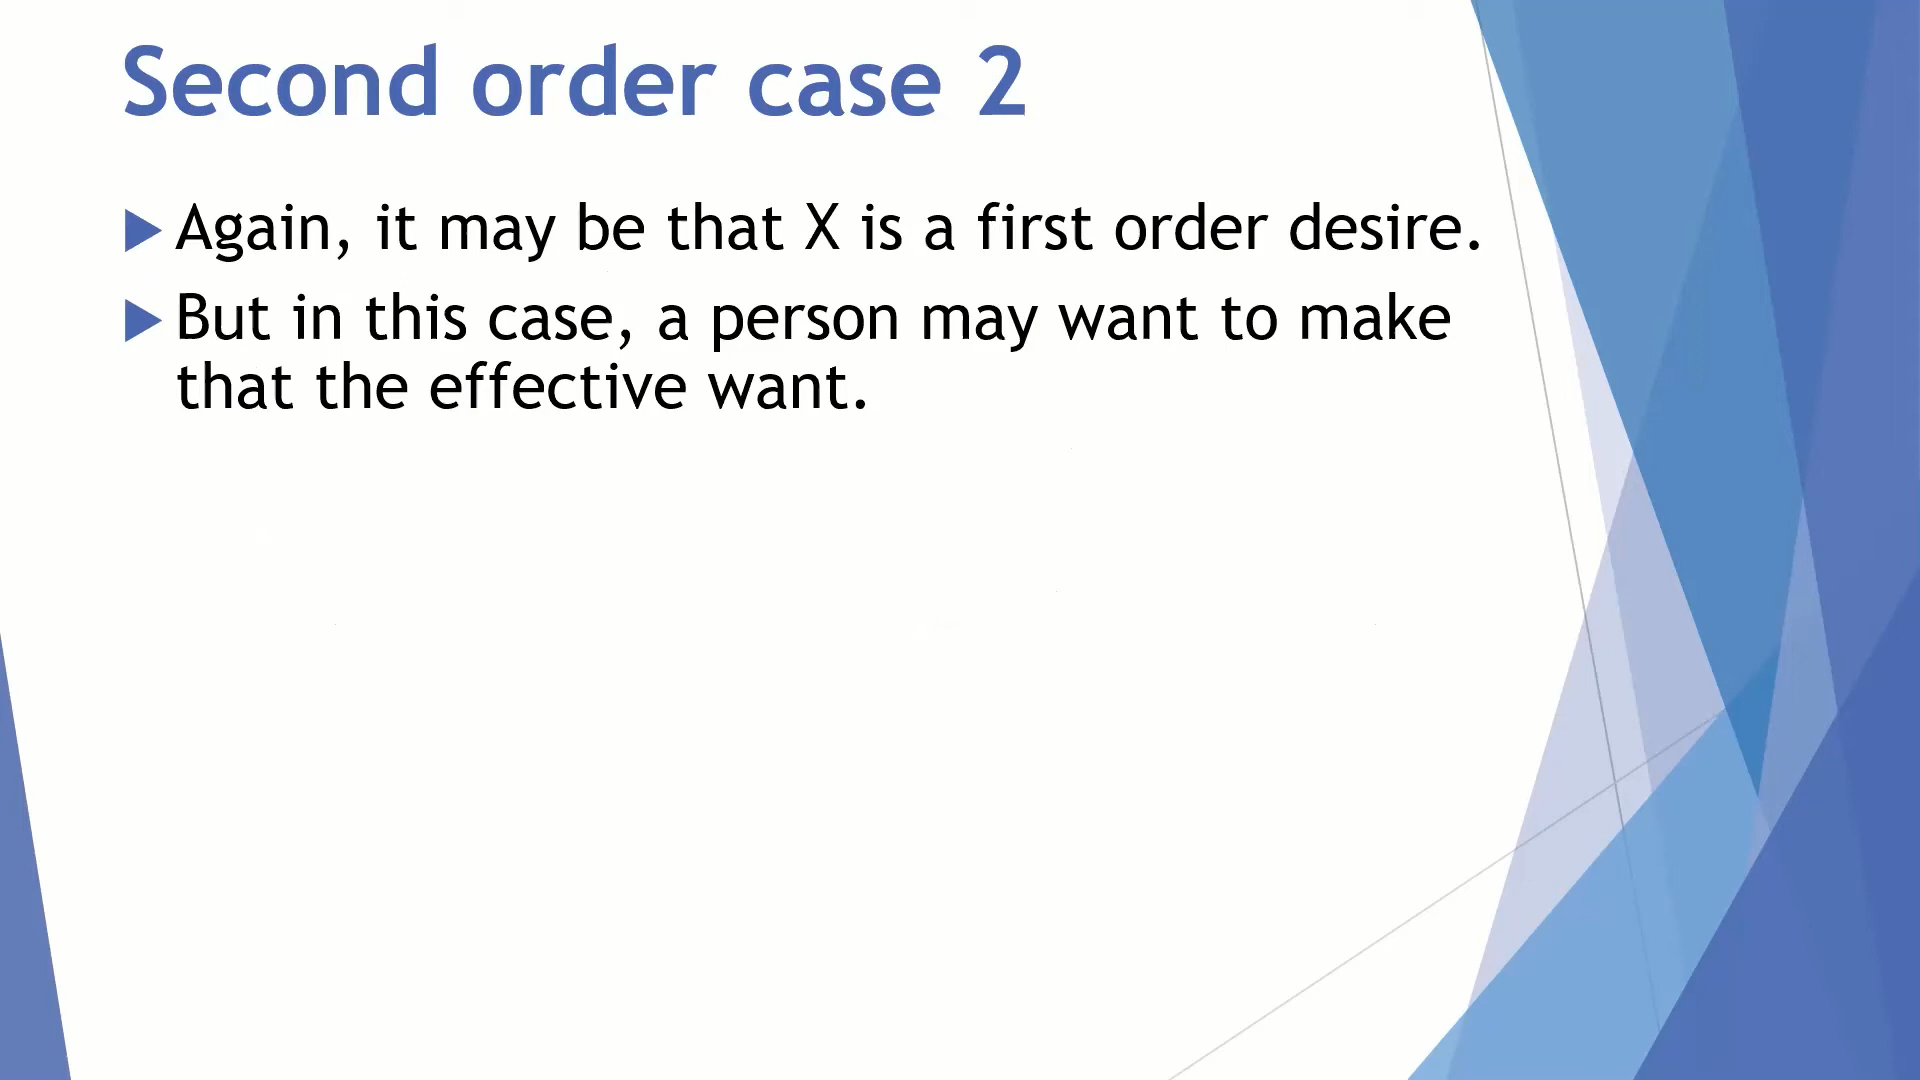 Second order case 2
Again, it may be that X is a first order desire.
But in this case, a person may want to make
that the effective want.